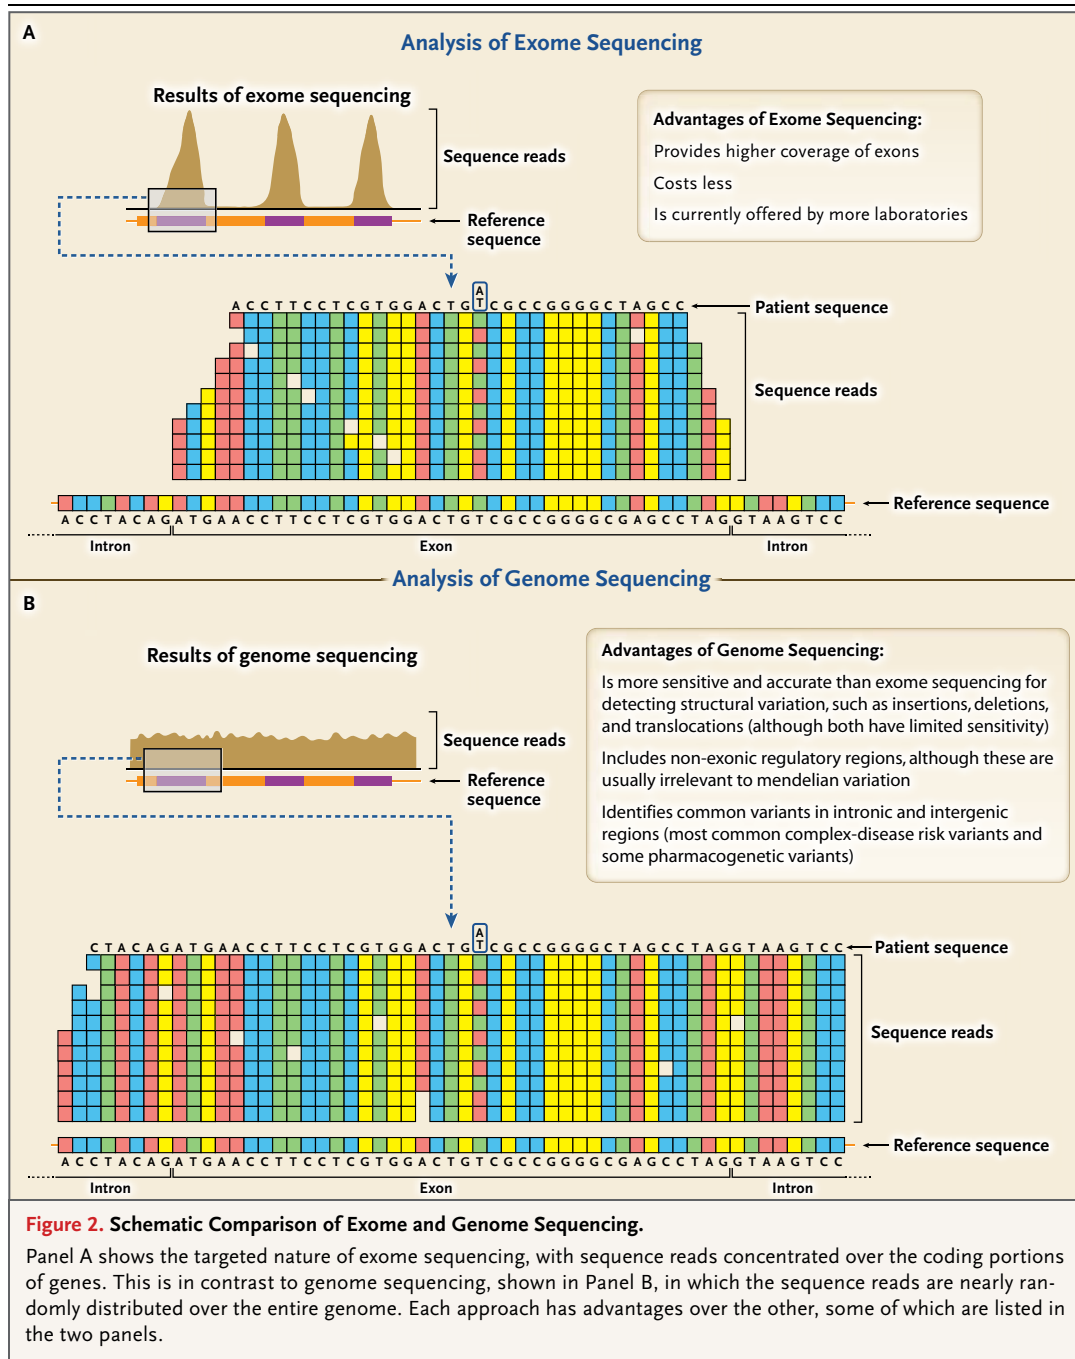 A
Analysis of Exome Sequencing
Results of exome sequencing
Sequence reads
Reference
sequence
Advantages of Exome Sequencing:
Provides higher coverage of exons
Costs less
Is currently offered by more laboratories
A
A C C T T C C T C G T G G A C T G T C G C C G G G G C T A G C C
Patient sequence
Sequence reads
Reference sequence
A C C T A C A G A T G A A C C T T C C T C G T G G A C T G T C G C C G G G G C G A G C C T A G G T A A G T C C
Intron
Exon
Intron
Analysis of Genome Sequencing
B
Results of genome sequencing
Sequence reads
Reference
sequence
Advantages of Genome Sequencing:
Is more sensitive and accurate than exome sequencing for
detecting structural variation, such as insertions, deletions,
and translocations (although both have limited sensitivity)
Includes non-exonic regulatory regions, although these are
usually irrelevant to mendelian variation
Identifies common variants in intronic and intergenic
regions (most common complex-disease risk variants and
some pharmacogenetic variants)
A
C T A C A G A T G A A C C T T C C T C G T G G A C T G T C G C C G G G G C T A G C C T A G G T A A G T C C
Patient sequence
Sequence reads
Reference sequence
A C C T A C A G A T G A A C C T T C C T C G T G G A C T G T C G C C G G G G C G A G C C T A G G T A A G T C C
Intron
Exon
Intron
Figure 2. Schematic Comparison of Exome and Genome Sequencing.
Panel A shows the targeted nature of exome sequencing, with sequence reads concentrated over the coding portions
of genes. This is in contrast to genome sequencing, shown in Panel B, in which the sequence reads are nearly ran-
domly distributed over the entire genome. Each approach has advantages over the other, some of which are listed in
the two panels.